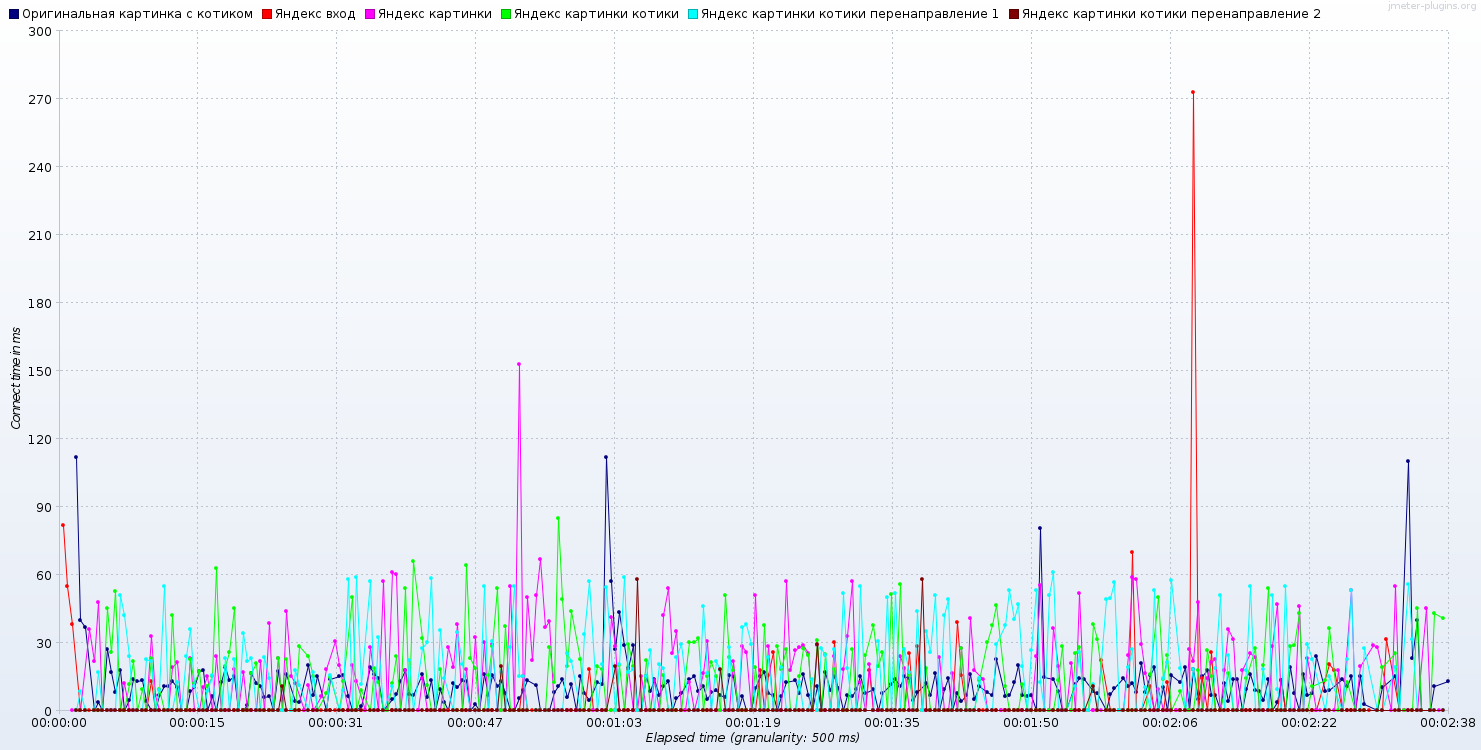 Оригинальная картинка с котиком Яндекс вход Яндекс картинки Яндекс картинки котики Яндекс картинки котики перенаправление 1 Яндекс картинки котики перенаправление 2
jmeter-plugins.org
300
270
240
210
180
150
120
90
60
30
0
Connect time in ms
00:00:00 00:00:15 00:00:31 00:00:47 00:01:03 00:01:19 00:01:35 00:01:50 00:02:06 00:02:22 00:02:38
Elapsed time (granularity: 500 ms)